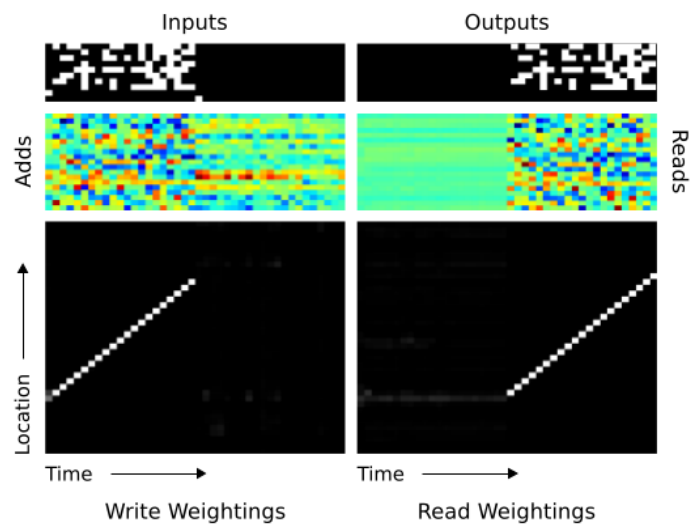 Inputs
Outputs
Adds
Reads
Location
Time
Time
Write Weightings
Read Weightings